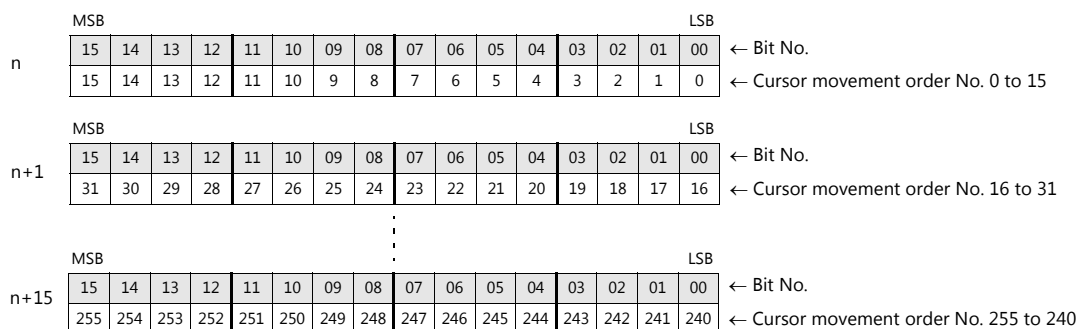 MSB LSB
n
15 14 13 12 11 10 09 08 07 06 05 04 03 02 01 00 ← Bit No.
15 14 13 12 11 10 9 8 7 6 5 4 3 2 1 0 ← Cursor movement order No. 0 to 15
MSB LSB
n+1
15 14 13 12 11 10 09 08 07 06 05 04 03 02 01 00 ← Bit No.
31 30 29 28 27 26 25 24 23 22 21 20 19 18 17 16 ← Cursor movement order No. 16 to 31
MSB LSB
n+15
15 14 13 12 11 10 09 08 07 06 05 04 03 02 01 00 ← Bit No.
255 254 253 252 251 250 249 248 247 246 245 244 243 242 241 240 ← Cursor movement order No. 255 to 240